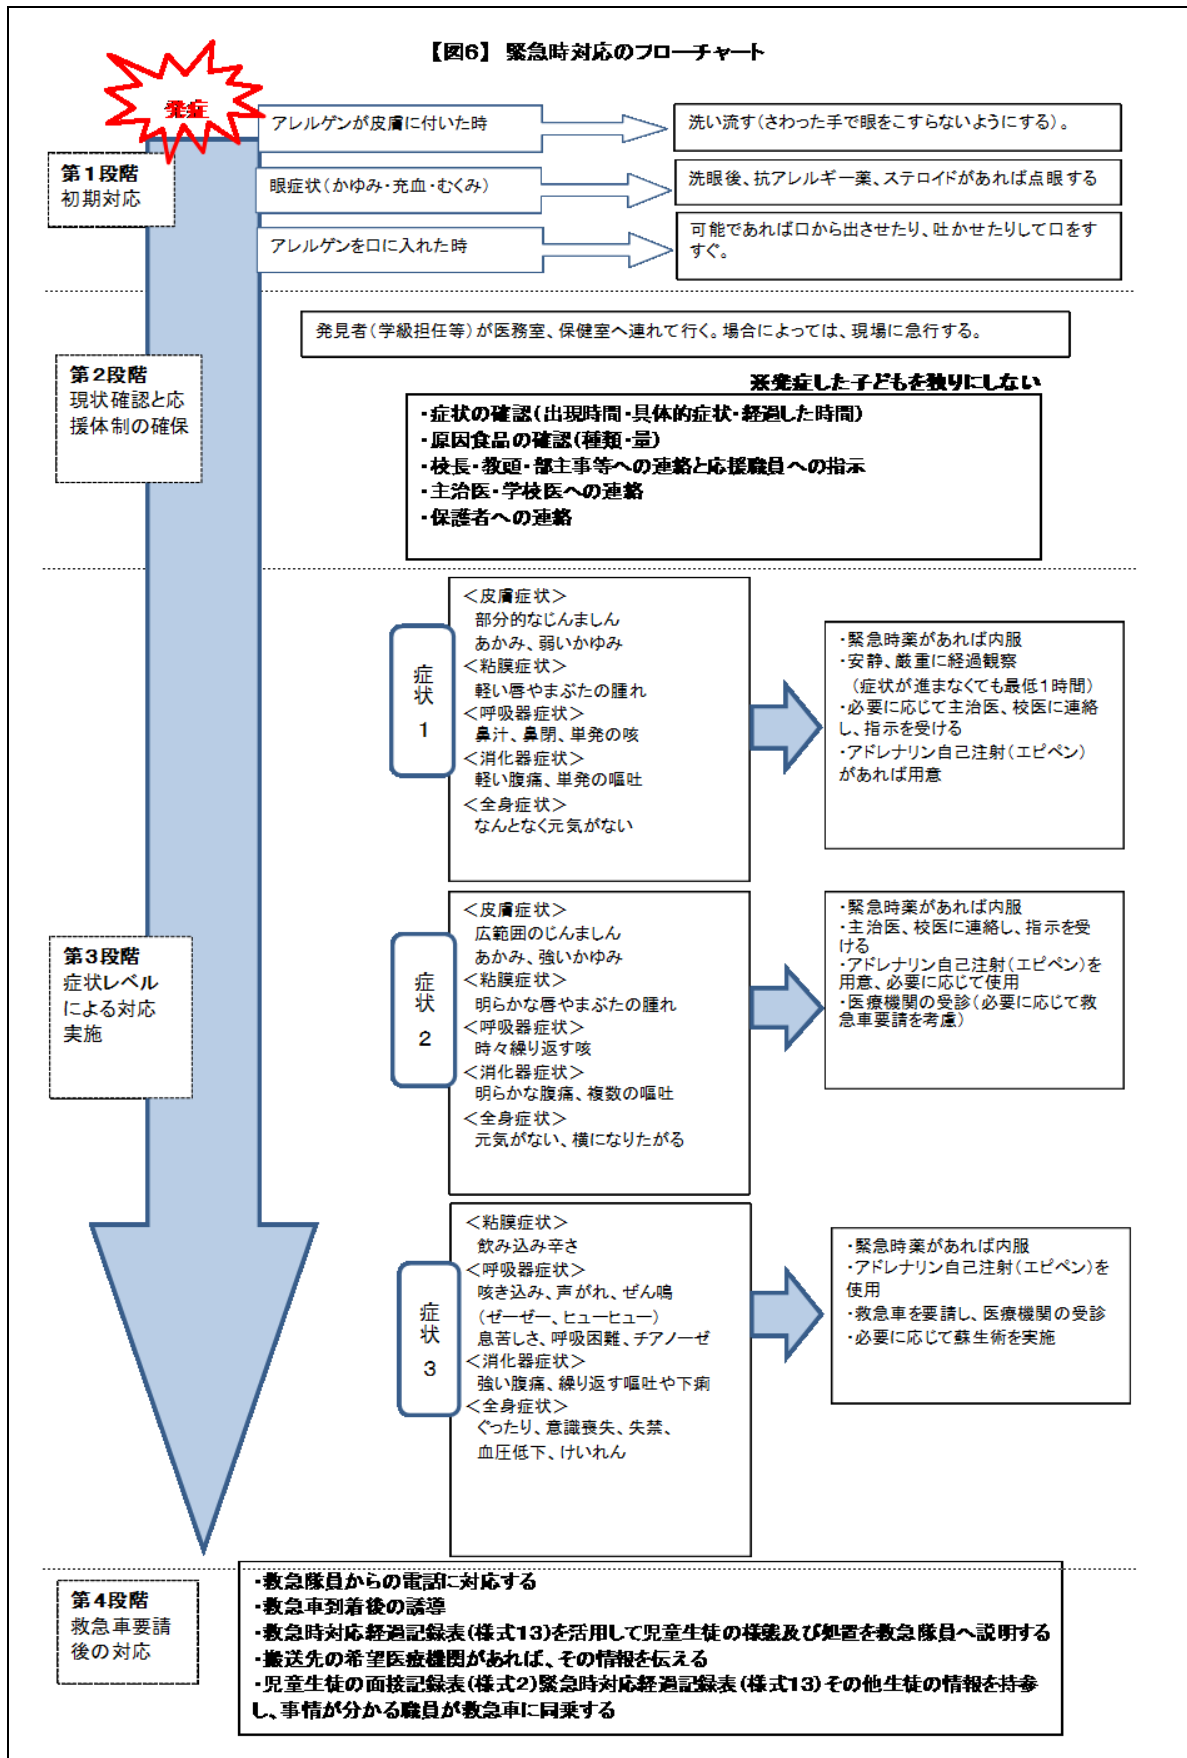 【図6】 緊急時対応のフローチャート
発症
アレルゲンが皮膚に付いた時
洗い流す（さわった手で眼をこすらないようにする）。
第１段階
初期対応
眼症状（かゆみ・充血・むくみ）
洗眼後、抗アレルギー薬、ステロイドがあれば点眼する
アレルゲンを口に入れた時
可能であれば口から出させたり、吐かせたりして口をす
すぐ。
発見者（学級担任等）が医務室、保健室へ連れて行く。場合によっては、現場に急行する。
第２段階
現状確認と応
援体制の確保
※発症した子どもを独りにしない
・症状の確認（出現時間・具体的症状・経過した時間）
・原因食品の確認（種類・量）
・校長・教頭・部主事等への連絡と応援職員への指示
・主治医・学校医への連絡
・保護者への連絡
第３段階
症状レベル
による対応
実施
症
状
1
＜皮膚症状＞
部分的なじんましん
あかみ、弱いかゆみ
＜粘膜症状＞
軽い唇やまぶたの腫れ
＜呼吸器症状＞
鼻汁、鼻閉、単発の咳
＜消化器症状＞
軽い腹痛、単発の嘔吐
＜全身症状＞
なんとなく元気がない
・緊急時薬があれば内服
・安静、厳重に経過観察
（症状が進まなくても最低１時間）
・必要に応じて主治医、校医に連絡
し、指示を受ける
・アドレナリン自己注射（エピペン）
があれば用意
症
状
2
＜皮膚症状＞
広範囲のじんましん
あかみ、強いかゆみ
＜粘膜症状＞
明らかな唇やまぶたの腫れ
＜呼吸器症状＞
時々繰り返す咳
＜消化器症状＞
明らかな腹痛、複数の嘔吐
＜全身症状＞
元気がない、横になりたがる
・緊急時薬があれば内服
・主治医、校医に連絡し、指示を受
ける
・アドレナリン自己注射（エピペン）を
用意、必要に応じて使用
・医療機関の受診（必要に応じて救
急車要請を考慮）
症
状
3
＜粘膜症状＞
飲み込み辛さ
＜呼吸器症状＞
咳き込み、声がれ、ぜん鳴
（ゼーゼー、ヒューヒュー）
息苦しさ、呼吸困難、チアノーゼ
＜消化器症状＞
強い腹痛、繰り返す嘔吐や下痢
＜全身症状＞
ぐったり、意識喪失、失禁、
血圧低下、けいれん
・緊急時薬があれば内服
・アドレナリン自己注射（エピペン）を
使用
・救急車を要請し、医療機関の受診
・必要に応じて蘇生術を実施
第４段階
救急車要請
後の対応
・救急隊員からの電話に対応する
・救急車到着後の誘導
・救急時対応経過記録表（様式13）を活用して児童生徒の様態及び処置を救急隊員へ説明する
・搬送先の希望医療機関があれば、その情報を伝える
・児童生徒の面接記録表（様式2）緊急時対応経過記録表（様式13）その他生徒の情報を持参
し、事情が分かる職員が救急車に同乗する